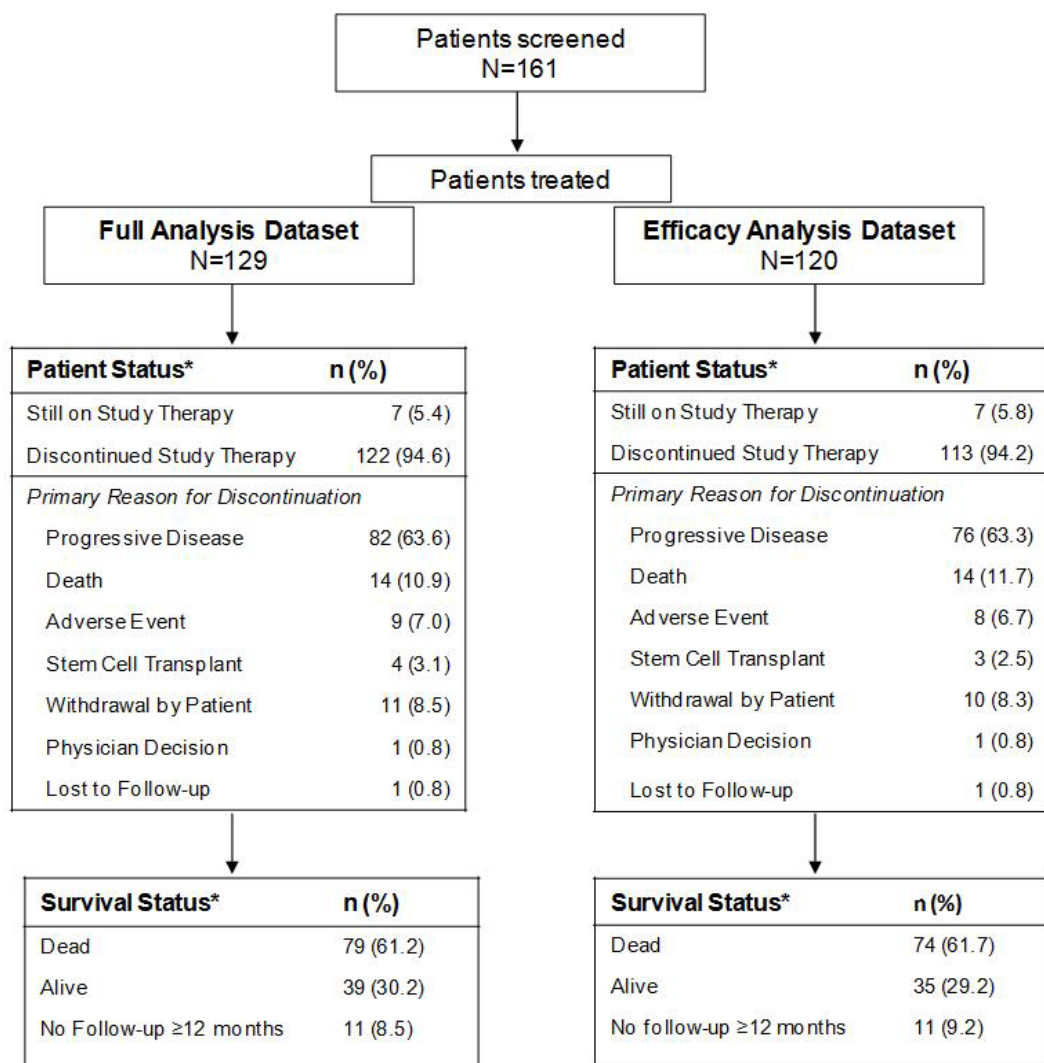 Patients screened
N=161
Patients treated
Full Analysis Dataset
N=129
Patient Status* n (%)
Still on Study Therapy 7 (5.4)
Discontinued Study Therapy 122 (94.6)
Primary Reason for Discontinuation
Progressive Disease 82 (63.6)
Death 14 (10.9)
Adverse Event 9 (7.0)
Stem Cell Transplant 4 (3.1)
Withdrawal by Patient 11 (8.5)
Physician Decision 1 (0.8)
Lost to Follow-up 1 (0.8)
Survival Status* n (%)
Dead 79 (61.2)
Alive 39 (30.2)
No Follow-up ≥12 months 11 (8.5)
Efficacy Analysis Dataset
N=120
Patient Status* n (%)
Still on Study Therapy 7 (5.8)
Discontinued Study Therapy 113 (94.2)
Primary Reason for Discontinuation
Progressive Disease 76 (63.3)
Death 14 (11.7)
Adverse Event 8 (6.7)
Stem Cell Transplant 3 (2.5)
Withdrawal by Patient 10 (8.3)
Physician Decision 1 (0.8)
Lost to Follow-up 1 (0.8)
Survival Status* n (%)
Dead 74 (61.7)
Alive 35 (29.2)
No follow-up ≥12 months 11 (9.2)